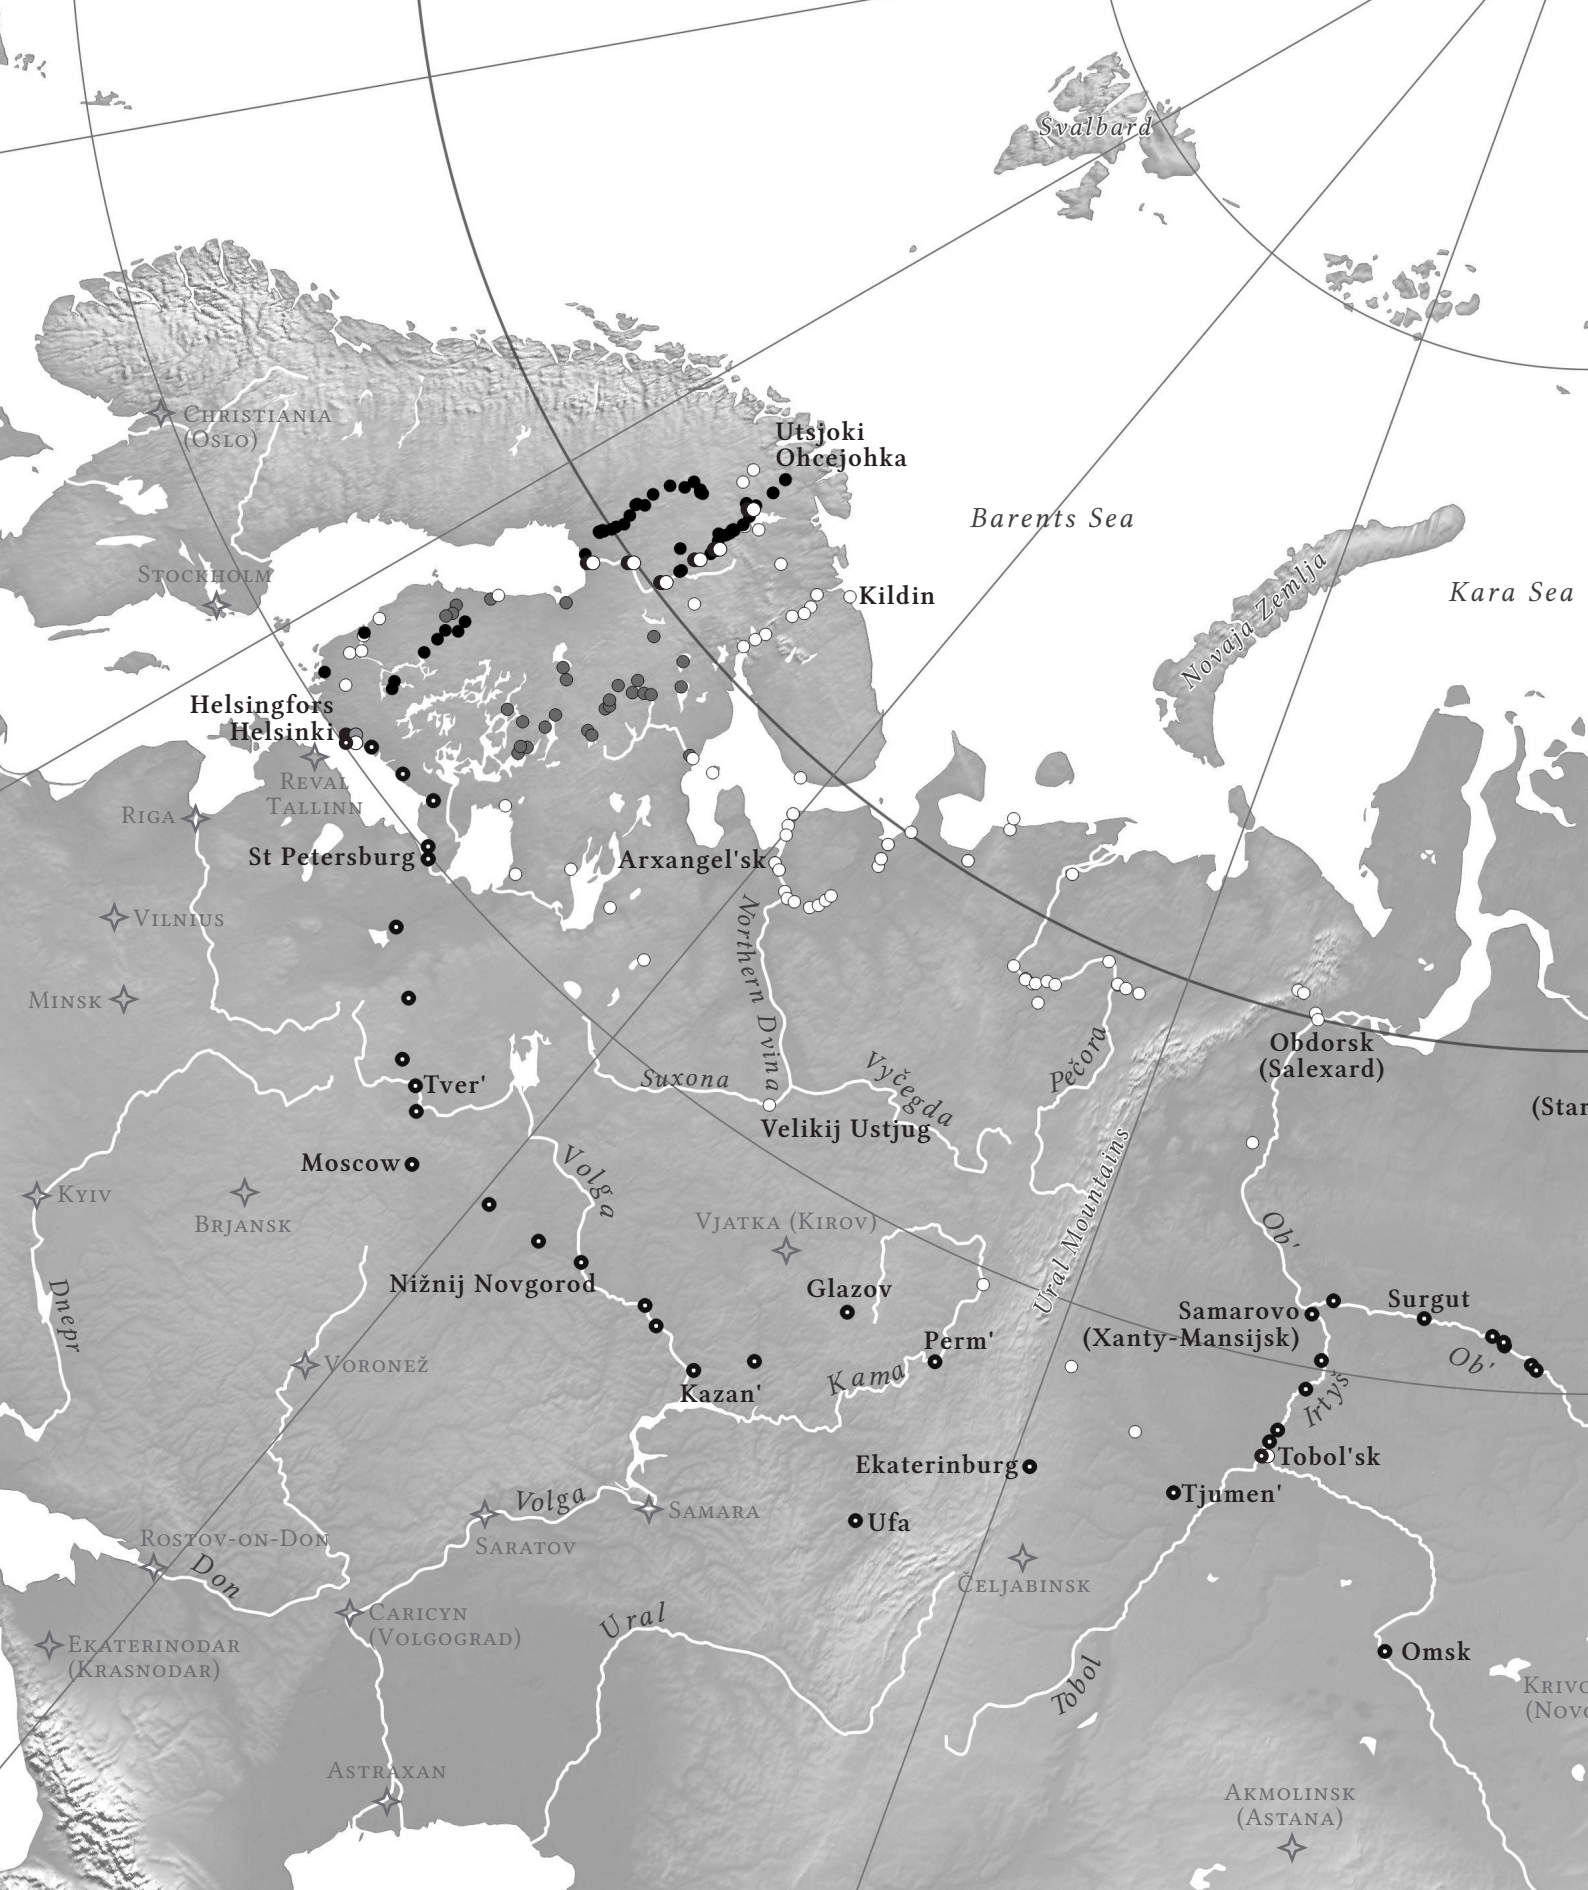 Svalbard
Christiania
(Oslo)
Utsjoki
Ohcejohka
Barents Sea
Stockholm
Kildin
Novaja Zemlja
Kara Sea
Helsingfors
Helsinki
Reval
Tallinn
Riga
St Petersburg
Arxangel'sk
Vilnius
Northern Dvina
Minsk
Obdorsk
(Salexard)
Pečora
Suxona
Vyčegda
Tver'
(Star
Velikij Ustjug
Moscow
Volga
Kyiv
Brjansk
Vjatka (Kirov)
Ural Mountains
Ob'
Nižnij Novgorod
Glazov
Samarovo
(Xanty-Mansijsk)
Surgut
Dnepr
Perm'
Ob'
Voronež
Kama
Kazan'
Irtyš
Ekaterinburg
Tobol'sk
Tjumen'
Volga
Samara
Ufa
Rostov-on-Don
Saratov
Don
Čeljabinsk
Caricyn
(Volgograd)
Ural
Ekaterinodar
(Krasnodar)
Omsk
Tobol
Krivo
(Novo
Astraxan
Akmolinsk
(Astana)